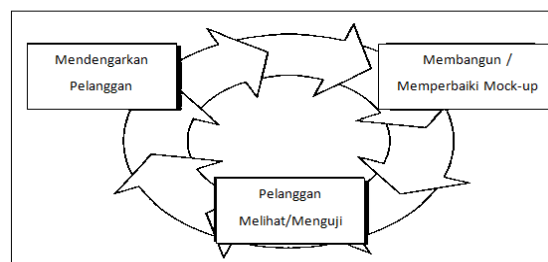 Mendengarkan
Pelanggan
Membangun /
Memperbaiki Mock-up
Pelanggan
Melihat/Menguji